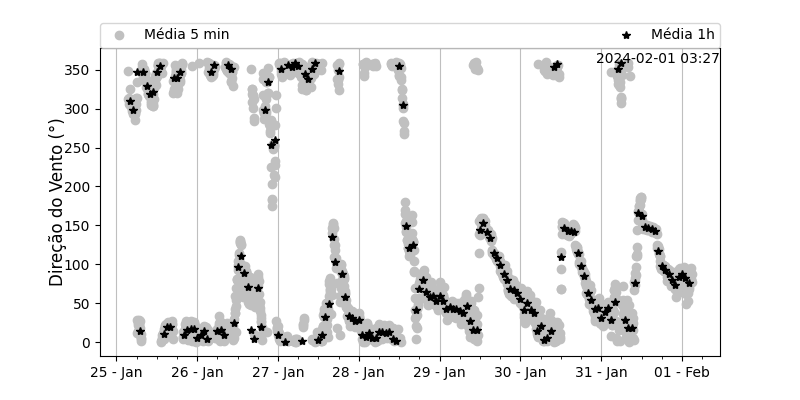 Média 5 min
Média 1h
2024-02-01 03:27
Direção do Vento (°)
350
300
250
200
150
100
50
0
25 - Jan
26 - Jan
27 - Jan
28 - Jan
29 - Jan
30 - Jan
31 - Jan
01 - Feb